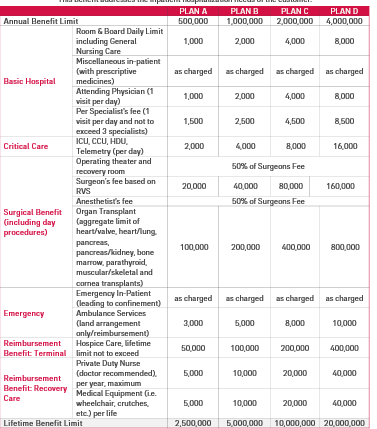 This benefit addresses the inpatient hospitalization needs of the customer.
PLAN A PLAN B PLAN C PLAN D
Annual Benefit Limit 500,000 1,000,000 2,000,000 4,000,000
Basic Hospital
Room & Board Daily Limit
including General
Nursing Care
1,000 2,000 4,000 8,000
Miscellaneous in-patient
(with prescriptive
medicines)
as charged as charged as charged as charged
Attending Physician (1
visit per day)
1,000 2,000 4,000 8,000
Per Specialist's fee (1
visit per day and not to
exceed 3 specialists)
1,500 2,500 4,500 8,500
Critical Care
ICU, CCU, HDU,
Telemetry (per day)
2,000 4,000 8,000 16,000
Surgical Benefit
(including day
procedures)
Operating theater and
recovery room
50% of Surgeons Fee
Surgeon's fee based on
RVS
20,000 40,000 80,000 160,000
Anesthetist's fee 50% of Surgeons Fee
Organ Transplant
(aggregate limit of
heart/valve, heart/lung,
pancreas,
pancreas/kidney, bone
marrow, parathyroid,
muscular/skeletal and
cornea transplants)
100,000 200,000 400,000 800,000
Emergency
Emergency In-Patient
(leading to confinement)
as charged as charged as charged as charged
Ambulance Services
(land arrangement
only/reimbursement)
3,000 5,000 8,000 10,000
Reimbursement
Benefit: Terminal
Hospice Care, lifetime
limit not to exceed
50,000 100,000 200,000 400,000
Reimbursement
Benefit: Recovery
Care
Private Duty Nurse
(doctor recommended),
per year, maximum
5,000 10,000 20,000 40,000
Medical Equipment (i.e.
wheelchair, crutches,
etc.) per life
5,000 10,000 20,000 40,000
Lifetime Benefit Limit 2,500,000 5,000,000 10,000,000 20,000,000